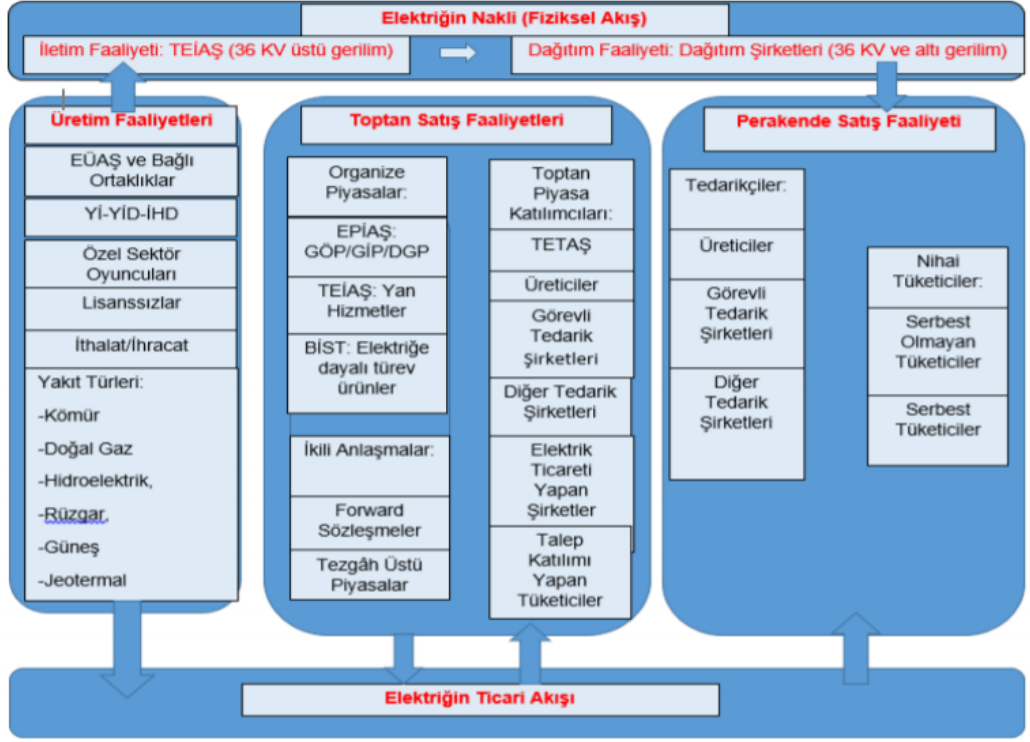 Elektriğin Nakli (Fiziksel Akış)
İletim Faaliyeti: TEİAŞ (36 KV üstü gerilim)
Dağıtım Faaliyeti: Dağıtım Şirketleri (36 KV ve altı gerilim)
Üretim Faaliyetleri
EÜAŞ ve Bağlı
Ortaklıklar
Yİ-YİD-İHD
Özel Sektör
Oyuncuları
Lisanssızlar
İthalat/İhracat
Yakıt Türleri:
-Kömür
-Doğal Gaz
-Hidroelektrik,
-Rüzgar,
-Güneş
-Jeotermal
Toptan Satış Faaliyetleri
Organize
Piyasalar:
EPİAŞ:
GÖP/GİP/DGP
TEİAŞ: Yan
Hizmetler
BİST: Elektriğe
dayalı türev
ürünler
İkili Anlaşmalar:
Forward
Sözleşmeler
Tezgâh Üstü
Piyasalar
Toptan
Piyasa
Katılımcıları:
TETAŞ
Üreticiler
Görevli
Tedarik
Şirketleri
Diğer Tedarik
Şirketleri
Elektrik
Ticareti
Yapan
Şirketler
Talep
Katılımı
Yapan
Tüketiciler
Perakende Satış Faaliyeti
Tedarikçiler:
Üreticiler
Görevli
Tedarik
Şirketleri
Diğer
Tedarik
Şirketleri
Nihai
Tüketiciler:
Serbest
Olmayan
Tüketiciler
Serbest
Tüketiciler
Elektriğin Ticari Akışı